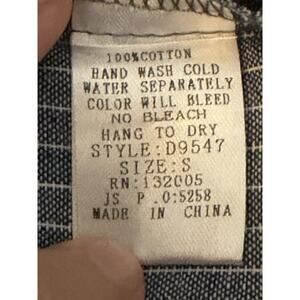 100%COTTON
HAND WASH COLD
WATER SEPARATELY
COLOR WILL BLEED
NO BLEACH
HANG TO DRY
STYLE:D9547
SIZE:S
RN:132005
JS P .O:5258
MADE IN CHINA